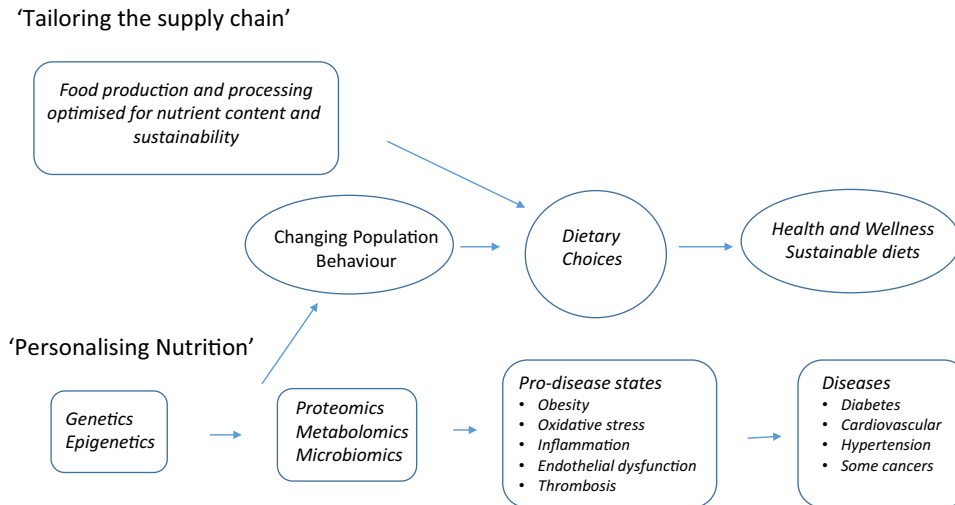 ‘Tailoring the supply chain’
Food production and processing
optimised for nutrient content and
sustainability
Changing Population
Behaviour
Dietary
Choices
Health and Wellness
Sustainable diets
‘Personalising Nutrition’
Genetics
Epigenetics
Proteomics
Metabolomics
Microbiomics
Pro-disease states
• Obesity
• Oxidative stress
• Inflammation
• Endothelial dysfunction
• Thrombosis
Diseases
• Diabetes
• Cardiovascular
• Hypertension
• Some cancers